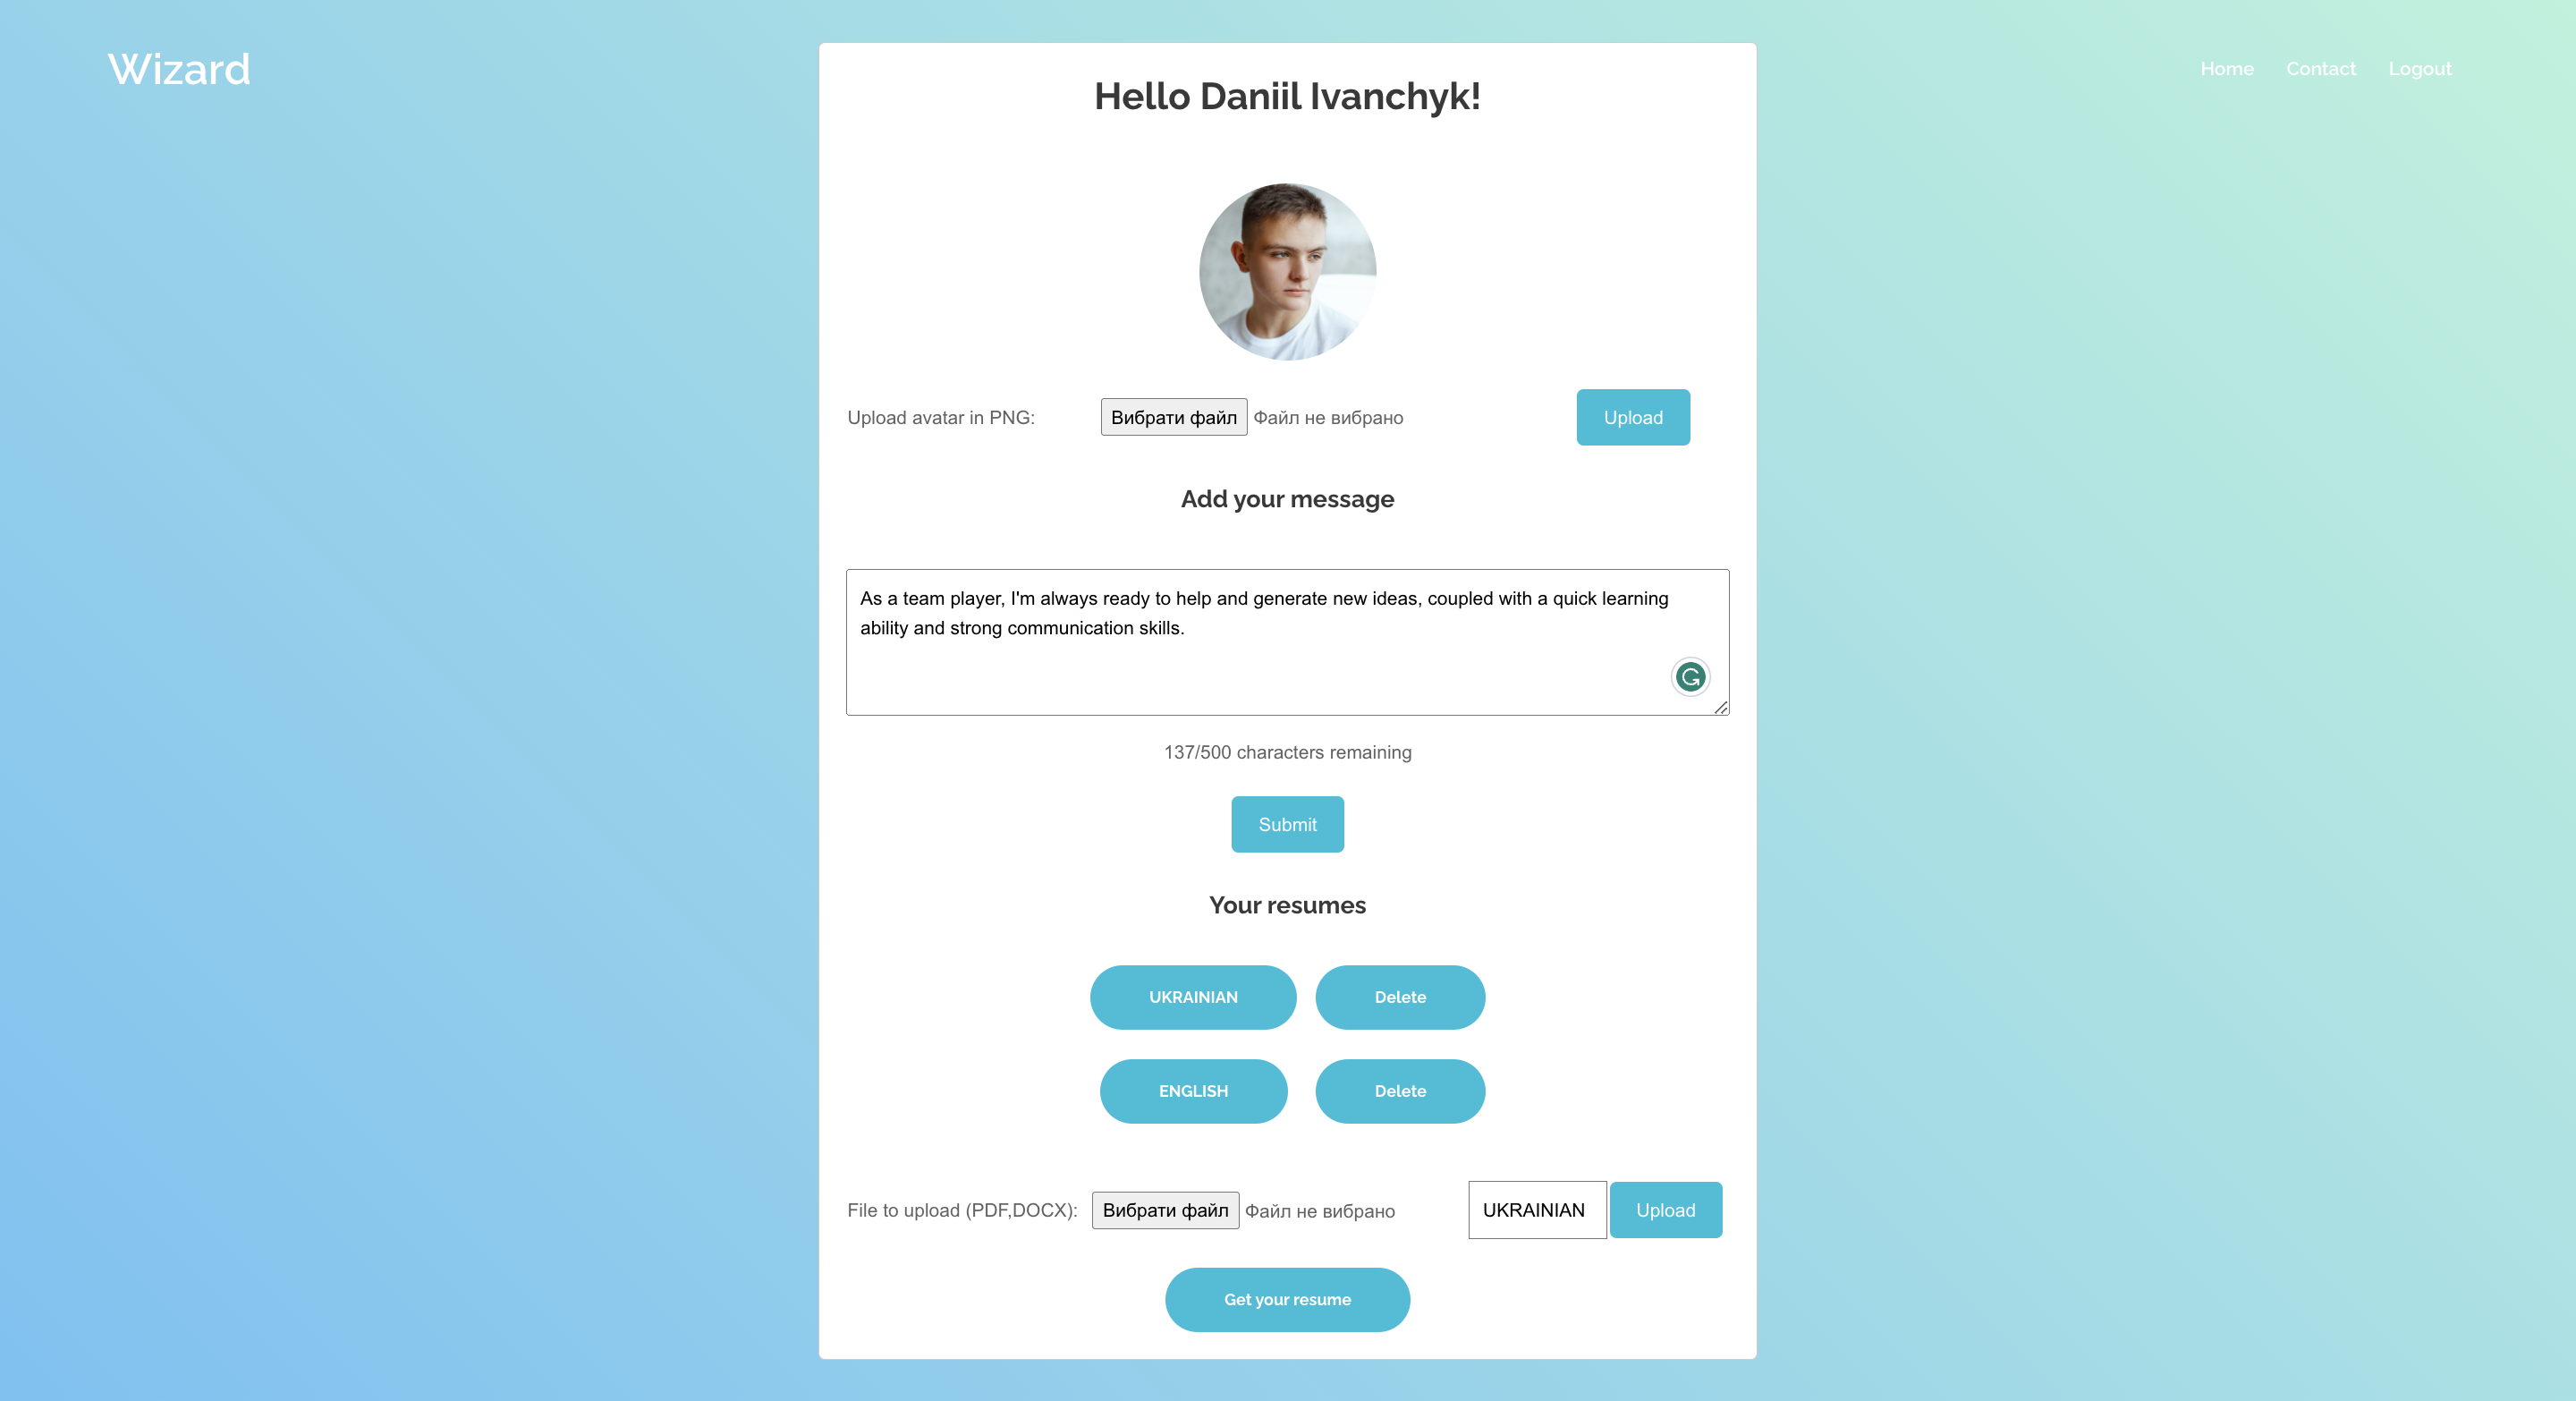 Wizard
Home Contact Logout
Hello Daniil Ivanchyk!
Upload avatar in PNG: Вибрати файл Файл не вибрано Upload
Add your message
As a team player, I'm always ready to help and generate new ideas, coupled with a quick learning
ability and strong communication skills.
137/500 characters remaining
Submit
Your resumes
UKRAINIAN Delete
ENGLISH Delete
File to upload (PDF,DOCX): Вибрати файл Файл не вибрано UKRAINIAN Upload
Get your resume